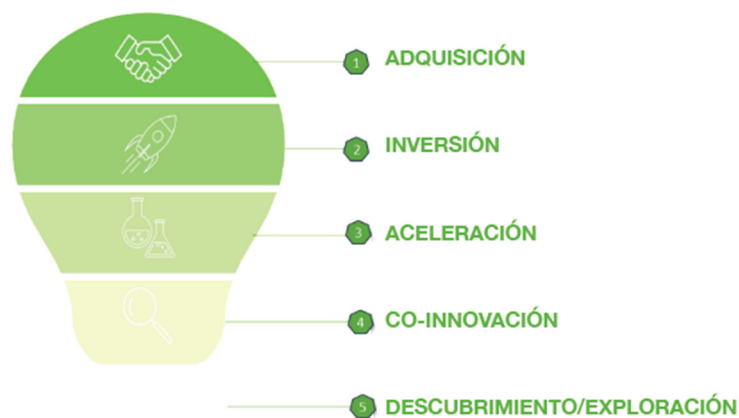 1 ADQUISICIÓN
2 INVERSIÓN
3 ACELERACIÓN
4 CO-INNOVACIÓN
5 DESCUBRIMIENTO/EXPLORACIÓN